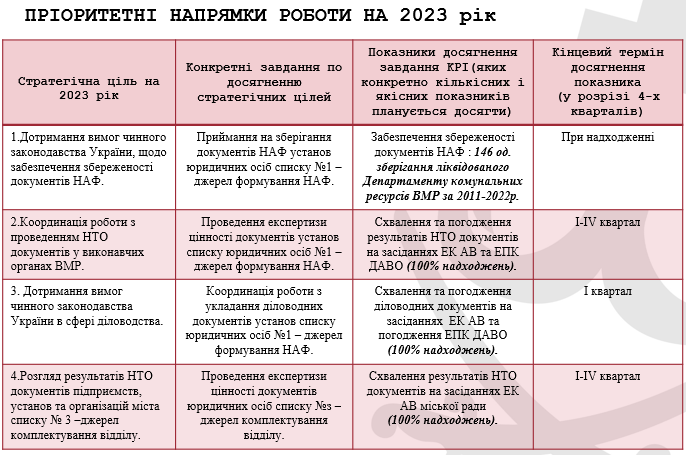 ПРІОРИТЕТНІ НАПРЯМКИ РОБОТИ НА 2023 рік
Стратегічна ціль на
2023 рік
Конкретні завдання по
досягненню
стратегічних цілей
Показники досягнення
завдання KPI(яких
конкретно кількісних і
якісних показників
планується досягти)
Кінцевий термін
досягнення
показника
(у розрізі 4-х
кварталів)
1.Дотримання вимог чинного
законодавства України, щодо
забезпечення збереженості
документів НАФ.
Приймання на зберігання
документів НАФ установ
юридичних осіб списку №1 –
джерел формування НАФ.
Забезпечення збереженості
документів НАФ : 146 од.
зберігання ліквідованого
Департаменту комунальних
ресурсів ВМР за 2011-2022р.
При надходженні
2.Координація роботи з
проведенням НТО
документів у виконавчих
органах ВМР.
Проведення експертизи
цінності документів установ
списку юридичних осіб №1 –
джерел формування НАФ.
Схвалення та погодження
результатів НТО документів
на засіданнях ЕК АВ та ЕПК
ДАВО (100% надходжень).
І-ІV квартал
3. Дотримання вимог
чинного законодавства
України в сфері діловодства.
Координація роботи з
укладання діловодних
документів установ списку
юридичних осіб №1 – джерел
формування НАФ.
Схвалення та погодження
діловодних документів на
засіданнях ЕК АВ та
погодження ЕПК ДАВО
(100% надходжень).
І квартал
4.Розгляд результатів НТО
документів підприємств,
установ та організацій міста
списку № 3 –джерел
комплектування відділу.
Проведення експертизи
цінності документів
юридичних осіб списку №s –
джерел комплектування
відділу.
Схвалення результатів НТО
документів на засіданнях ЕК
АВ міської ради
(100% надходжень).
І-ІV квартал